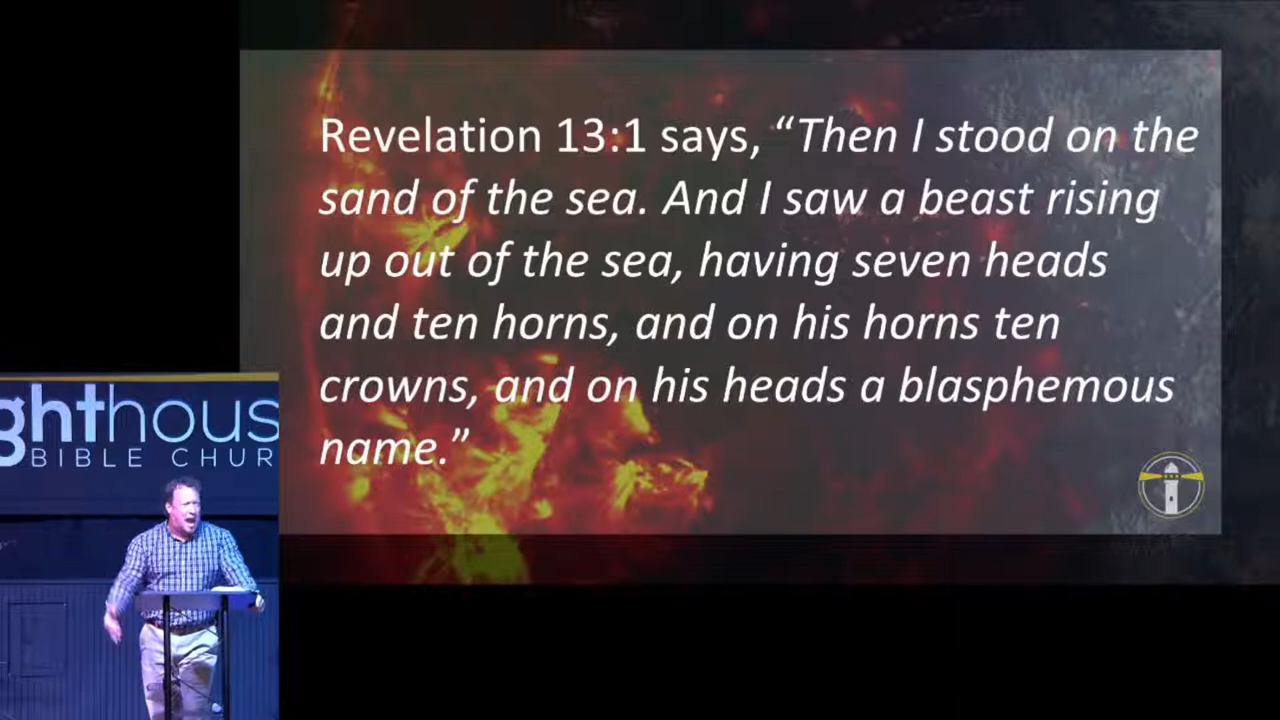 Revelation 13:1 says, “Then I stood on the
sand of the sea. And I saw a beast rising
up out of the sea, having seven heads
and ten horns, and on his horns ten
crowns, and on his heads a blasphemous
name.”
ghthous
BIBLE CHUR